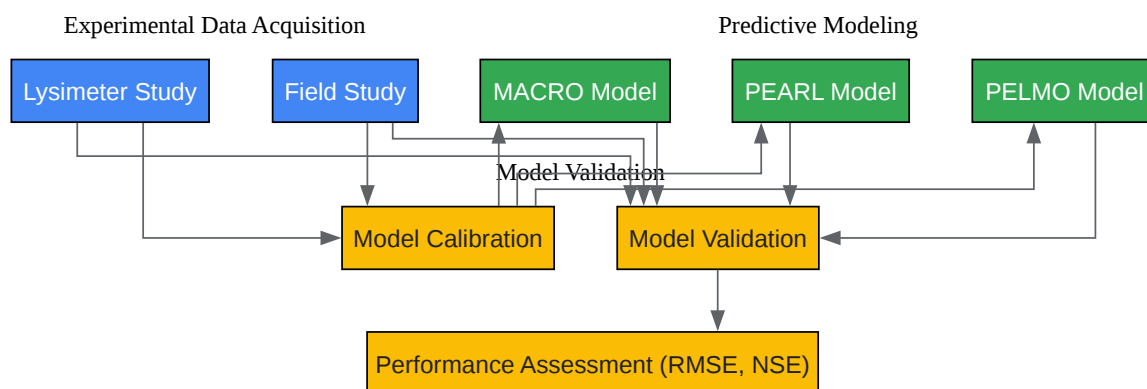 Experimental Data Acquisition
Predictive Modeling
Lysimeter Study
Field Study
MACRO Model
PEARL Model
PELMO Model
Model Validation
Model Calibration
Model Validation
Performance Assessment (RMSE, NSE)